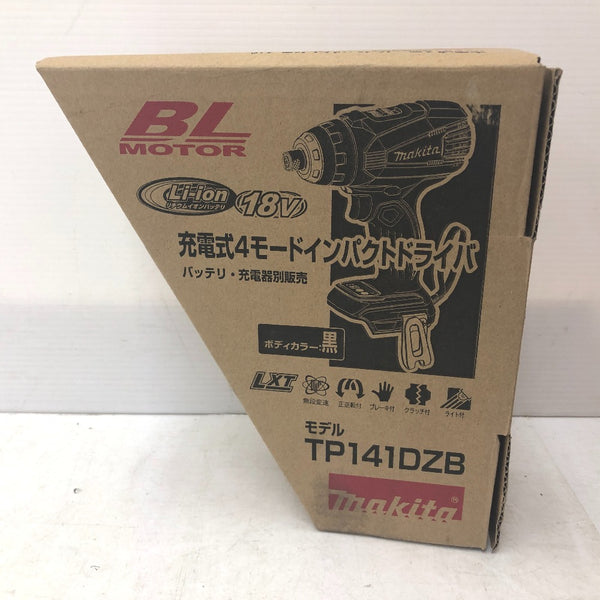 BL
MOTOR
makita
Li-ion
リチウムイオンバッテリ
18V
充電式4モードインパクトドライバ
バッテリ・充電器別販売
ボディカラー:黒
LXT
無段変速
正逆転付
ブレーキ付
クラッチ付
ライト付
モデル
TP141DZB
makita